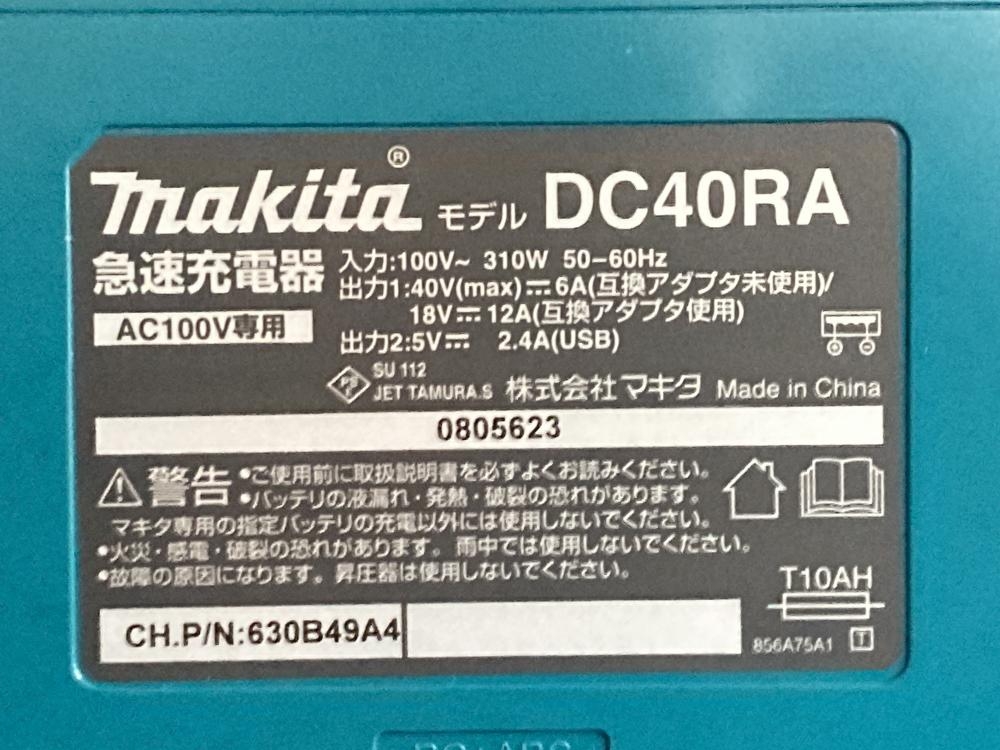 makita® モデル DC40RA
急速充電器
AC100V専用
入力:100V~ 310W 50-60Hz
出力1:40V(max)⎓6A(互換アダプタ未使用)/
18V⎓12A(互換アダプタ使用)
出力2:5V⎓ 2.4A(USB)
PS E SU 112
JET TAMURA.S 株式会社マキタ Made in China
0805623
警告 •ご使用前に取扱説明書を必ずよくお読みください。
•バッテリの液漏れ・発熱・破裂の恐れがあります。
マキタ専用の指定バッテリの充電以外には使用しないでください。
•火災・感電・破裂の恐れがあります。雨中では使用しないでください。
•故障の原因になります。昇圧器は使用しないでください。
T10AH
CH.P/N:630B49A4
856A75A1 T